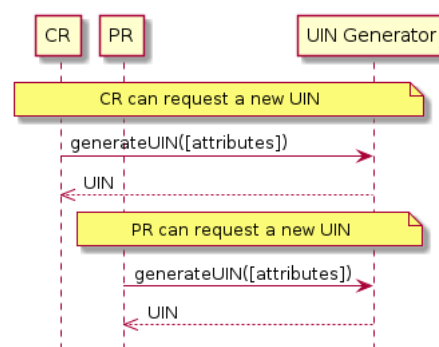 CR PR UIN Generator
CR can request a new UIN
generateUIN([attributes])
UIN
PR can request a new UIN
generateUIN([attributes])
UIN